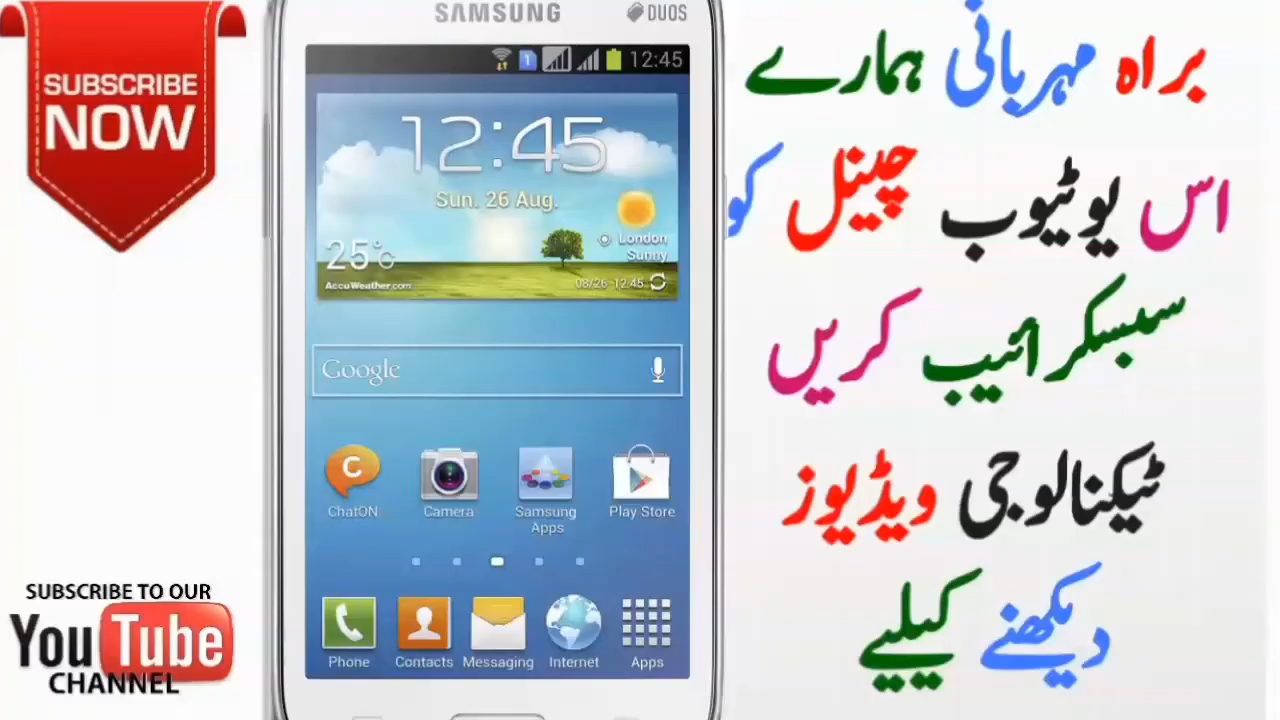 SUBSCRIBE
NOW
SUBSCRIBE TO OUR
YouTube
CHANNEL
SAMSUNG DUOS
1 12:45
12:45
Sun. 26 Aug.
London
Sunny
25°C
AccuWeather.com 08/26 12:45
Google
ChatON Camera Samsung Apps Play Store
Phone Contacts Messaging Internet Apps
براہ مہربانی ہمارے
اس یوٹیوب چینل کو
سبسکرائیب کریں
ٹیکنالوجی ویڈیوز
دیکھنے کیلیے